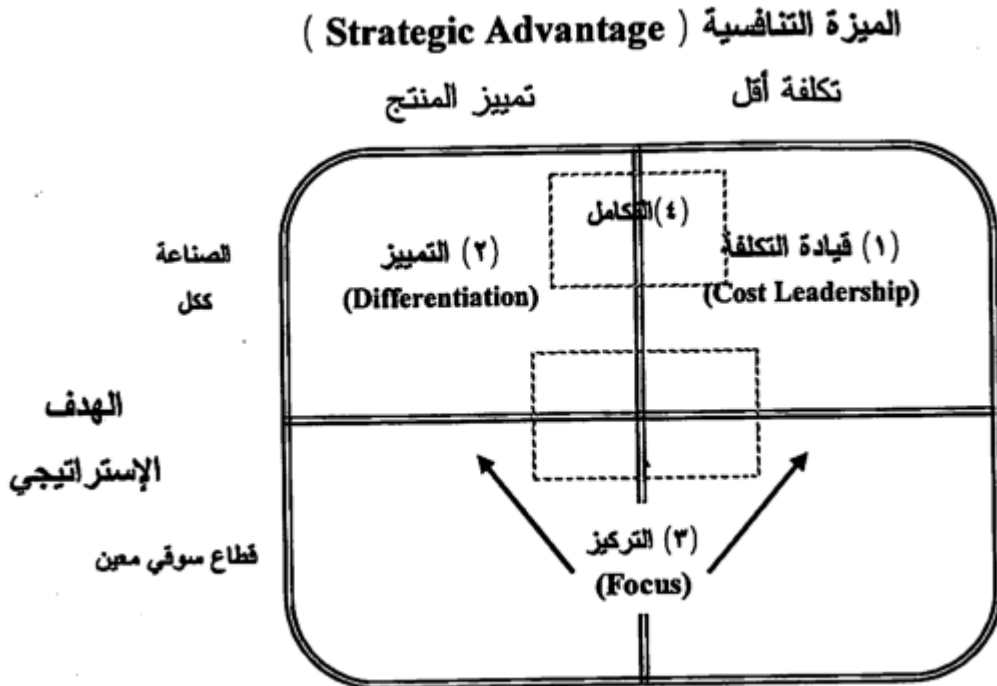 الميزة التنافسية ( Strategic Advantage )
تكلفة أقل
تمييز المنتج
(٤)التكامل
(١) قيادة التكلفة
(Cost Leadership)
(٢) التمييز
(Differentiation)
الصناعة
ككل
الهدف
الإستراتيجي
قطاع سوقي معين
(٣) التركيز
(Focus)